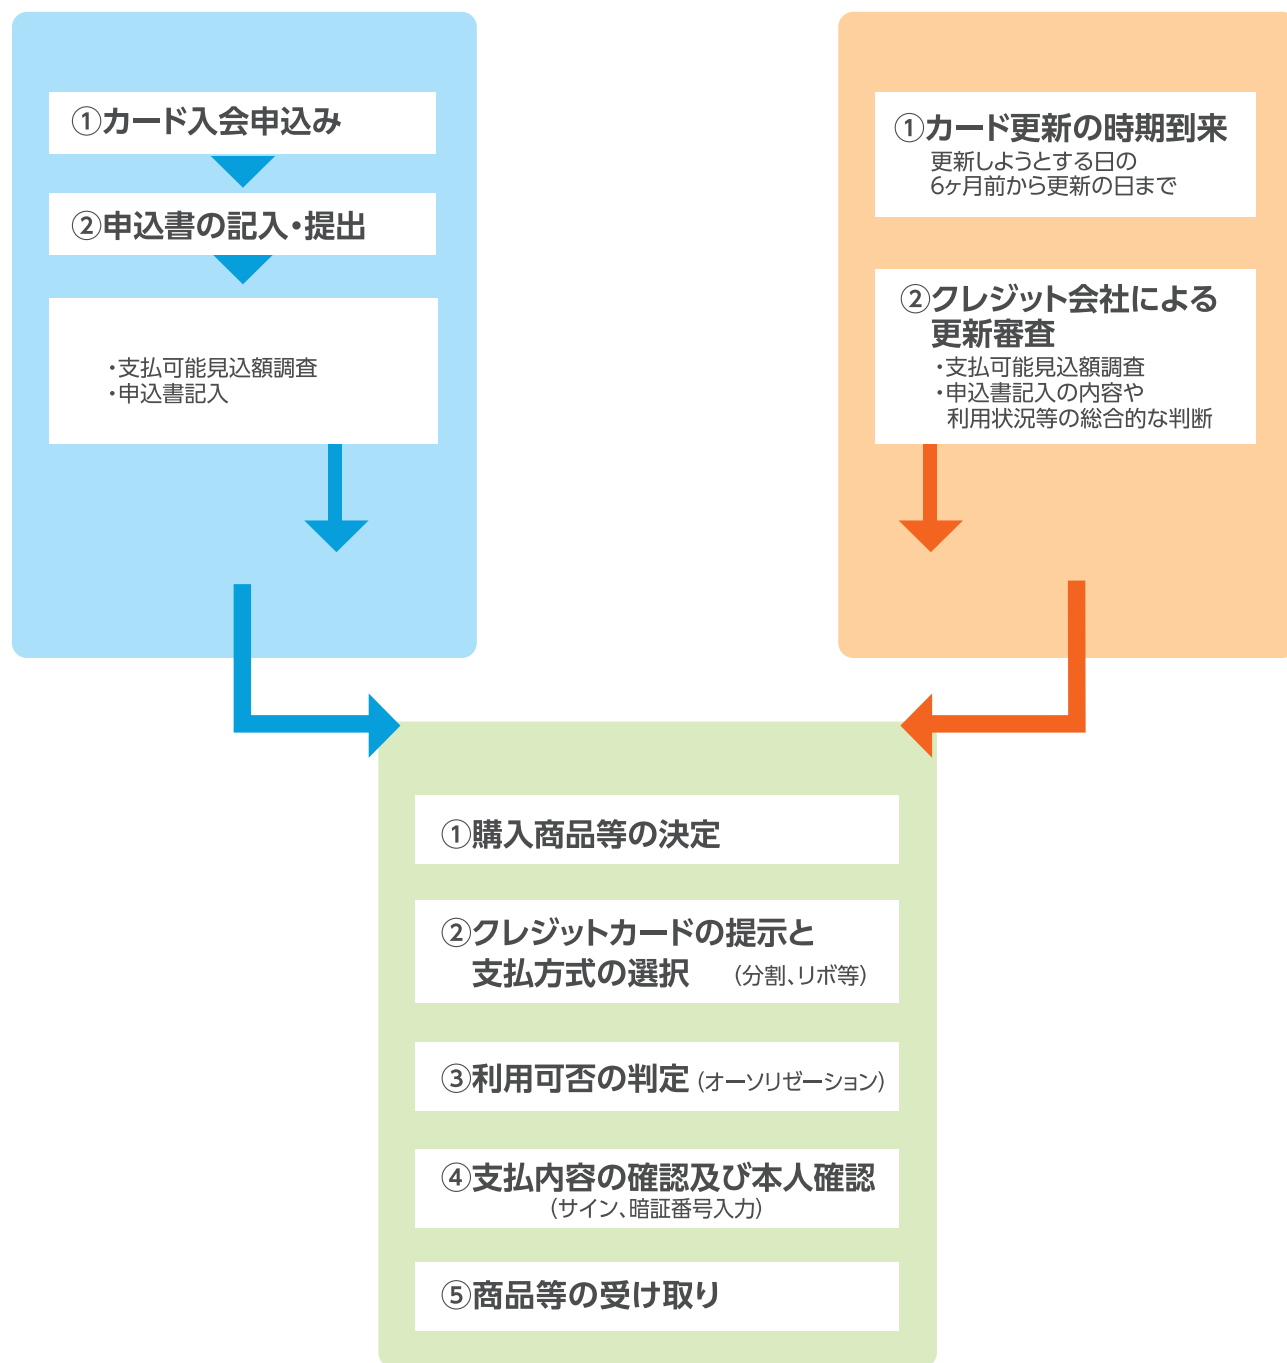 ①カード入会申込み
②申込書の記入・提出
・支払可能見込額調査
・申込書記入
①カード更新の時期到来
更新しようとする日の
6ヶ月前から更新の日まで
②クレジット会社による
更新審査
・支払可能見込額調査
・申込書記入の内容や
利用状況等の総合的な判断
①購入商品等の決定
②クレジットカードの提示と
支払方式の選択 （分割、リボ等）
③利用可否の判定（オーソリゼーション）
④支払内容の確認及び本人確認
（サイン、暗証番号入力）
⑤商品等の受け取り